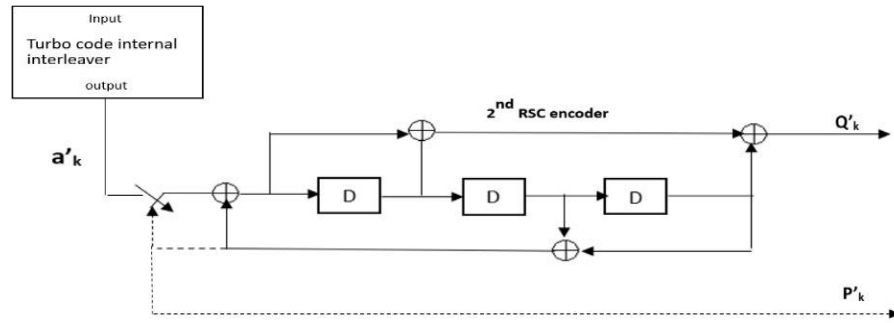 Input
Turbo code internal
interleaver
output
2nd RSC encoder
Q'k
a'k
D D D
P'k